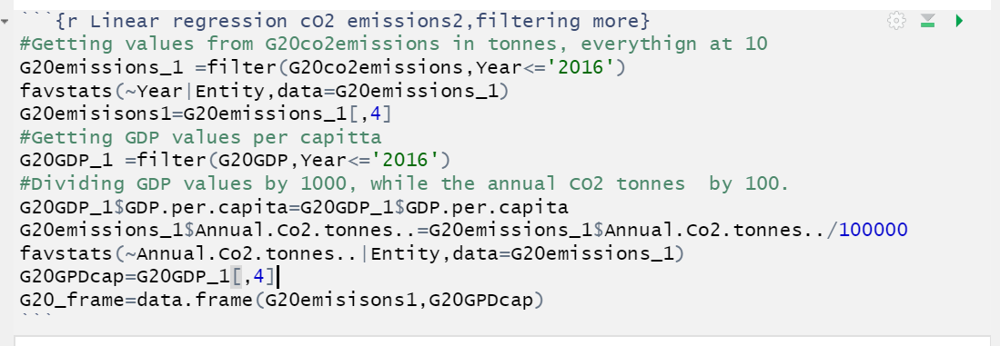 ```{r Linear regression cO2 emissions2,filtering more}
#Getting values from G20co2emissions in tonnes, everythign at 10
G20emissions_1 =filter(G20co2emissions,Year<='2016')
favstats(~Year|Entity,data=G20emissions_1)
G20emisisons1=G20emissions_1[,4]
#Getting GDP values per capitta
G20GDP_1 =filter(G20GDP,Year<='2016')
#Dividing GDP values by 1000, while the annual CO2 tonnes  by 100.
G20GDP_1$GDP.per.capita=G20GDP_1$GDP.per.capita
G20emissions_1$Annual.Co2.tonnes..=G20emissions_1$Annual.Co2.tonnes../100000
favstats(~Annual.Co2.tonnes..|Entity,data=G20emissions_1)
G20GPDcap=G20GDP_1[,4]
G20_frame=data.frame(G20emisisons1,G20GPDcap)
```